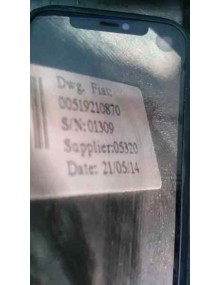 Dwg. Fiat:
00519210870
S/N:01309
Supplier:05320
Date: 21/05/14